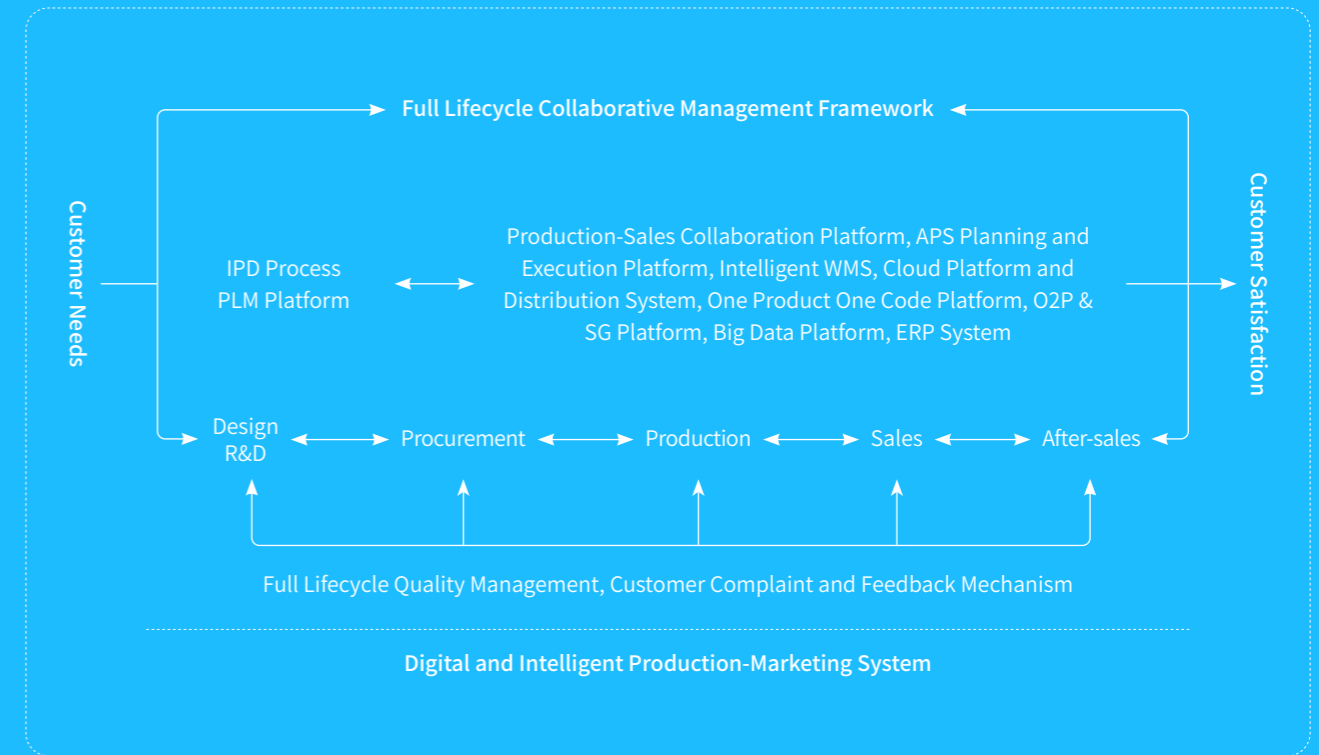 Full Lifecycle Collaborative Management Framework
Customer Needs
IPD Process
PLM Platform
Production-Sales Collaboration Platform, APS Planning and
Execution Platform, Intelligent WMS, Cloud Platform and
Distribution System, One Product One Code Platform, O2P &
SG Platform, Big Data Platform, ERP System
Customer Satisfaction
Design
R&D
Procurement
Production
Sales
After-sales
Full Lifecycle Quality Management, Customer Complaint and Feedback Mechanism
Digital and Intelligent Production-Marketing System